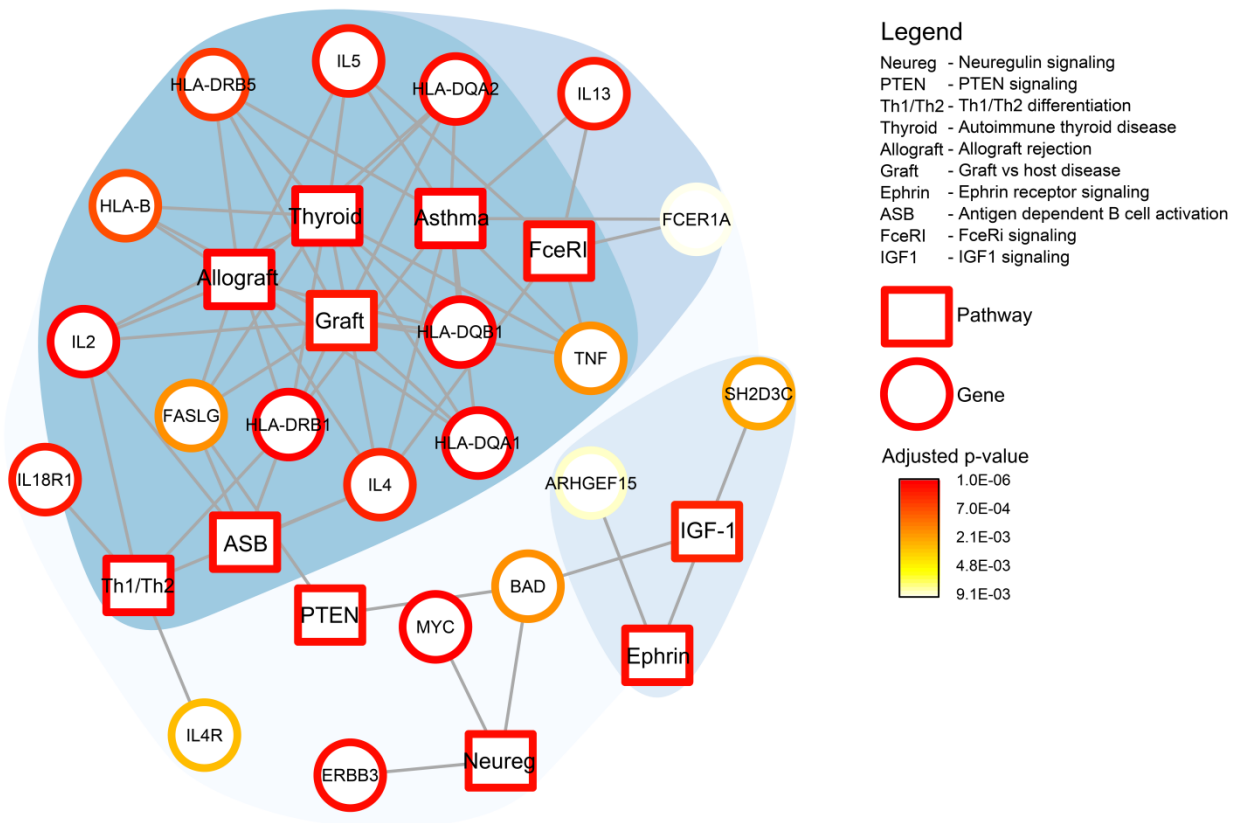 HLA-DRB5
IL5
HLA-DQA2
IL13
HLA-B
Thyroid
Asthma
FceRI
FCER1A
Allograft
Graft
IL2
HLA-DQB1
TNF
SH2D3C
FASLG
HLA-DRB1
HLA-DQA1
IL18R1
IL4
ARHGEF15
ASB
IGF-1
Th1/Th2
BAD
PTEN
MYC
Ephrin
IL4R
Neureg
ERBB3
Legend
Neureg - Neuregulin signaling
PTEN - PTEN signaling
Th1/Th2 - Th1/Th2 differentiation
Thyroid - Autoimmune thyroid disease
Allograft - Allograft rejection
Graft - Graft vs host disease
Ephrin - Ephrin receptor signaling
ASB - Antigen dependent B cell activation
FceRI - FceRi signaling
IGF1 - IGF1 signaling
Pathway
Gene
Adjusted p-value
1.0E-06
7.0E-04
2.1E-03
4.8E-03
9.1E-03